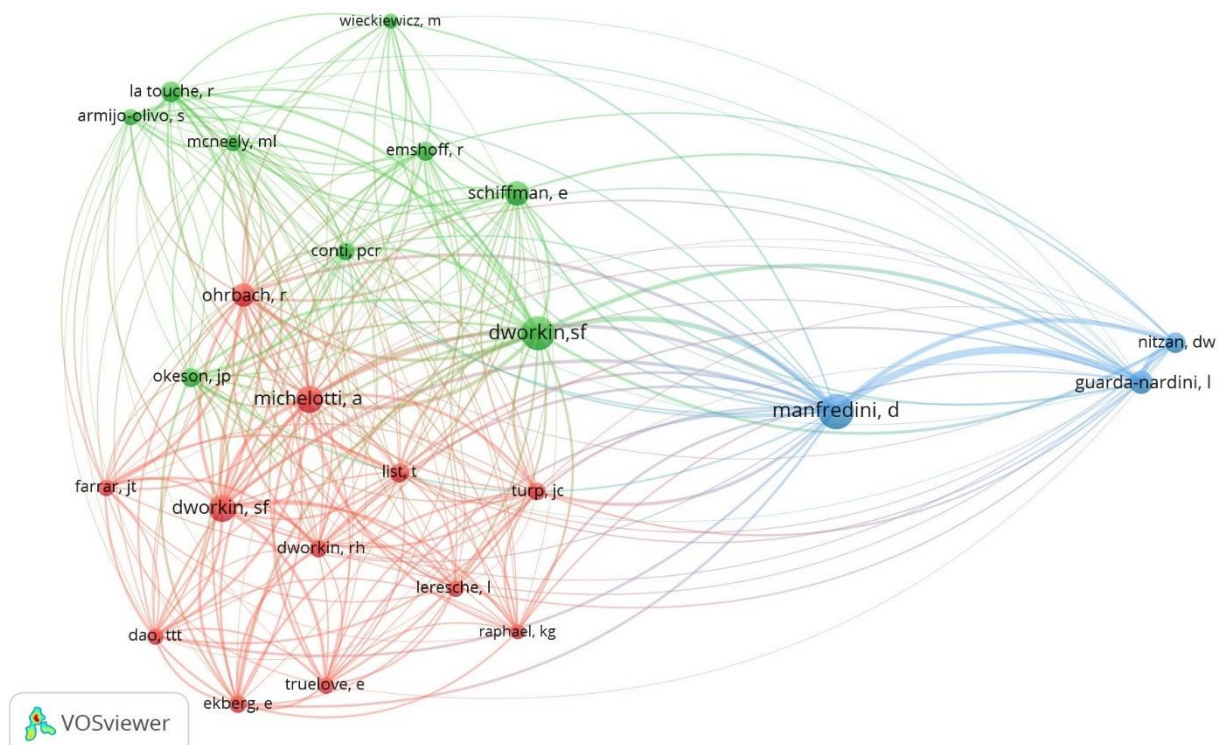 wieckiewicz, m
la touche, r
armijo-olivo, s
mcneely, ml
emshoff, r
schiffman, e
conti, pcr
ohrbach, r
dworkin,sf
nitzan, dw
okeson, jp
guarda-nardini, l
michelotti, a
manfredini, d
list, t
farrar, jt
turp, jc
dworkin, sf
dworkin, rh
leresche, l
dao, ttt
raphael, kg
truelove, e
ekberg, e
VOSviewer